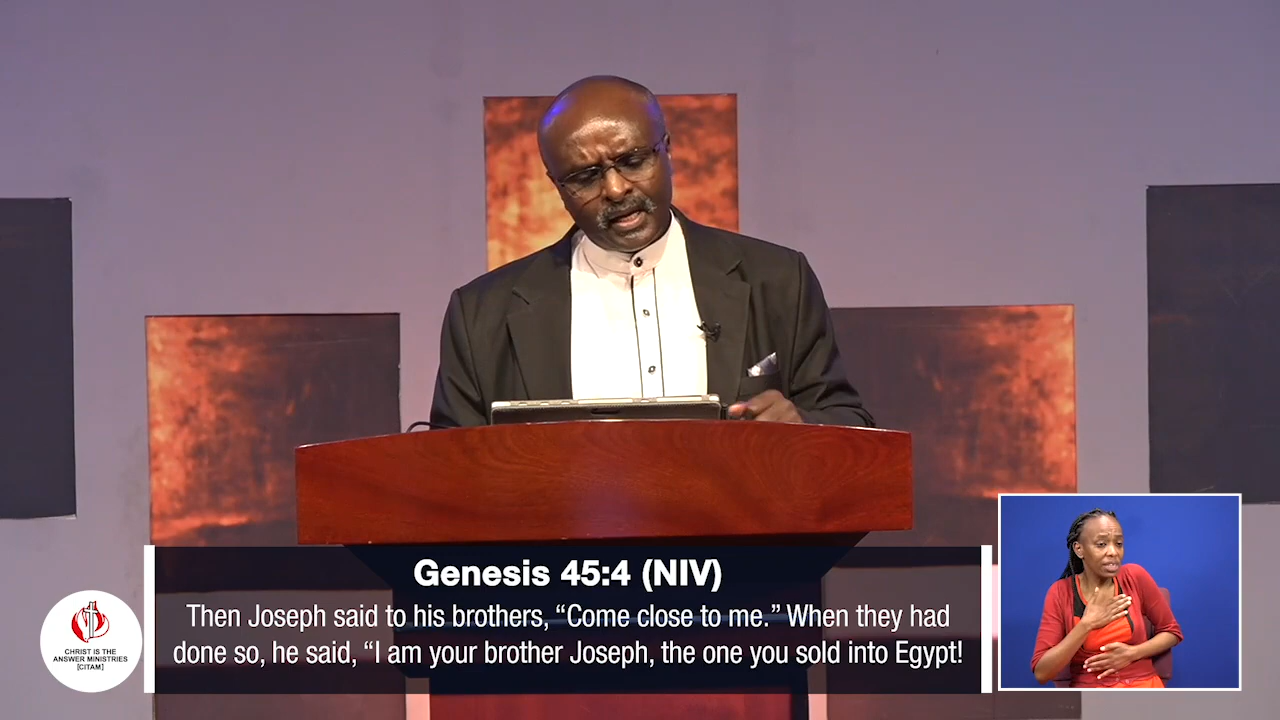 Genesis 45:4 (NIV)
Then Joseph said to his brothers, “Come close to me.” When they had
done so, he said, “I am your brother Joseph, the one you sold into Egypt!
CHRIST IS THE
ANSWER MINISTRIES
[CITAM]